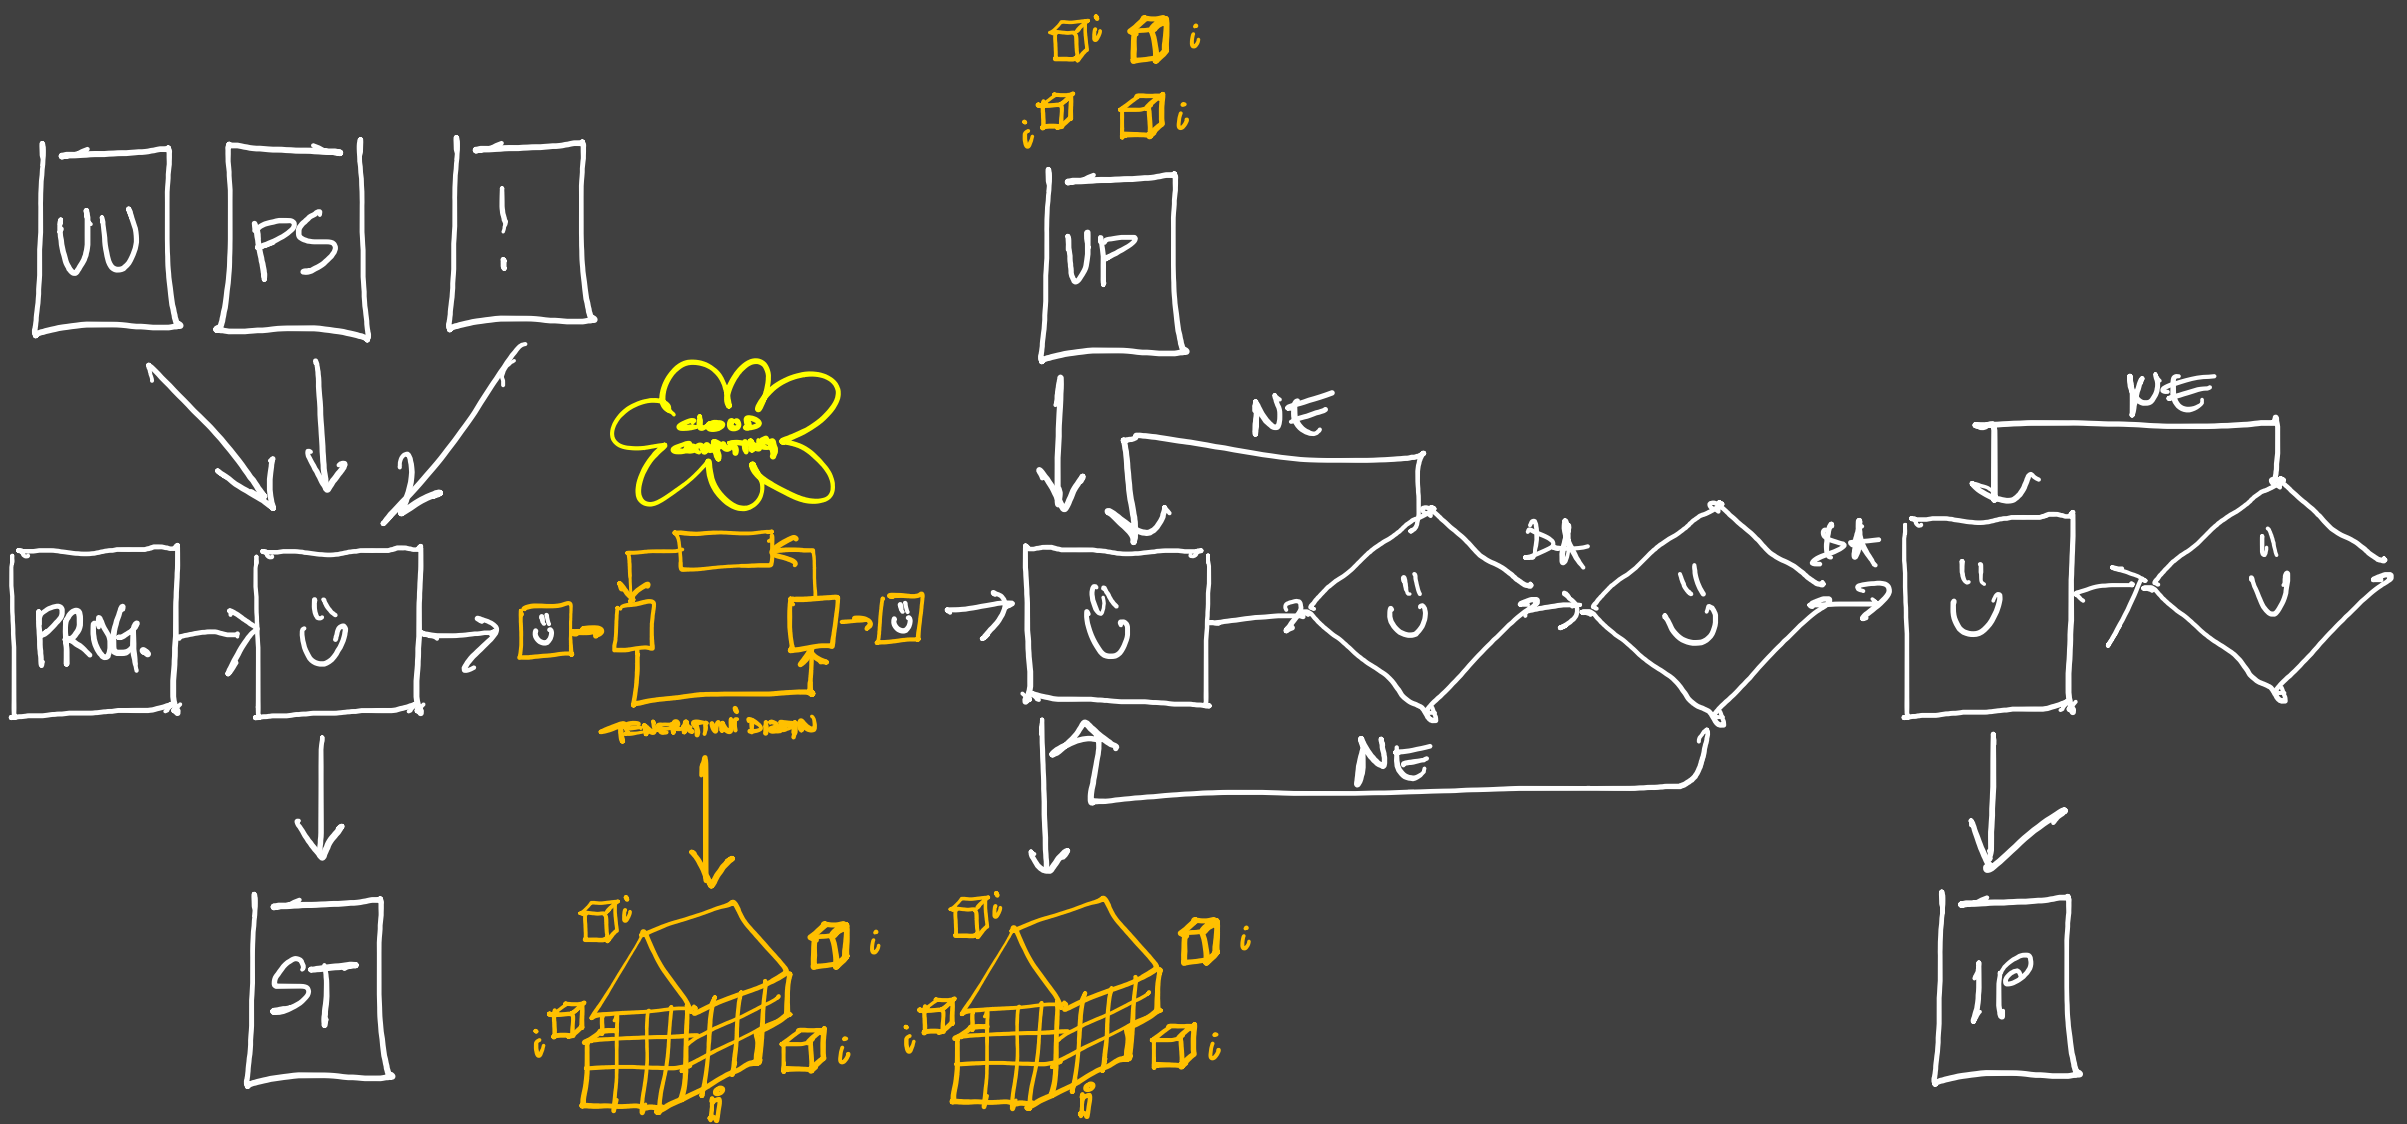 i
i
i
i
UU
PS
!
UP
NE
NE
CLOUD
COMPUTING
DA
DA
PROG.
GENERATIVNI DIZAJN
NE
i
i
i
i
i
i
i
i
i
i
ST
IP